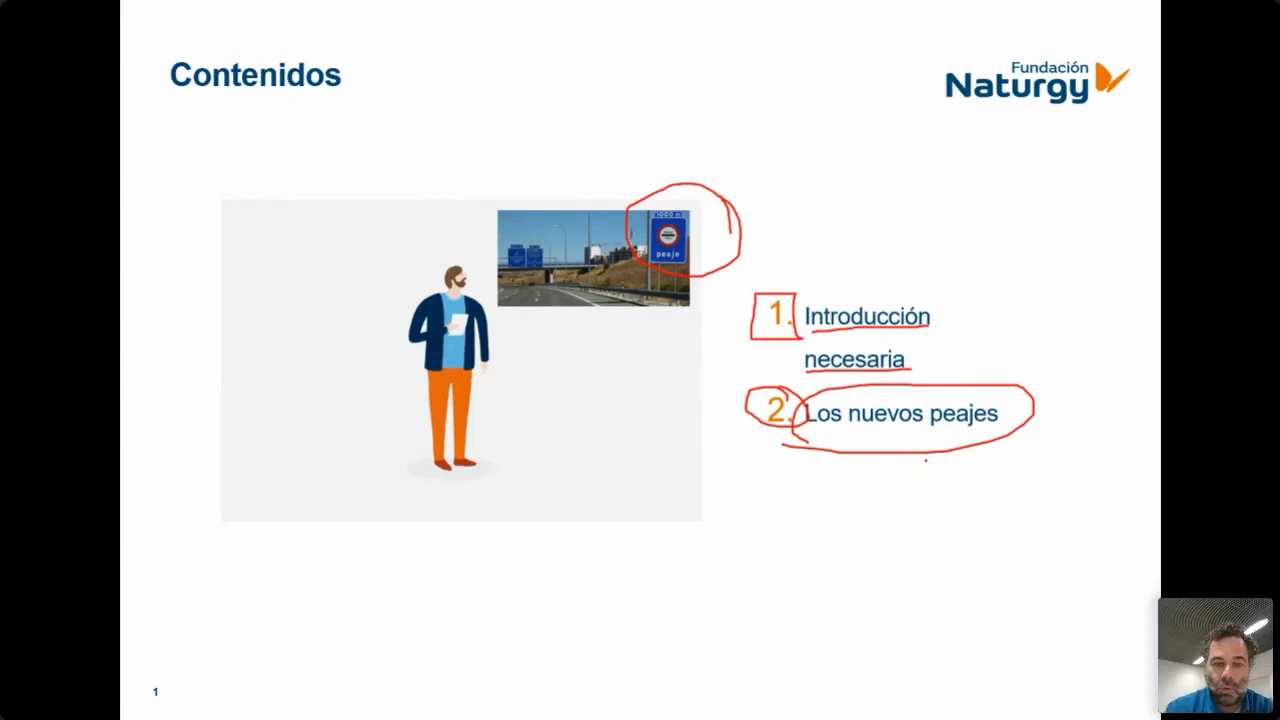 Contenidos
Fundación
Naturgy
1000 m
peaje
1. Introducción
necesaria
2. Los nuevos peajes
1